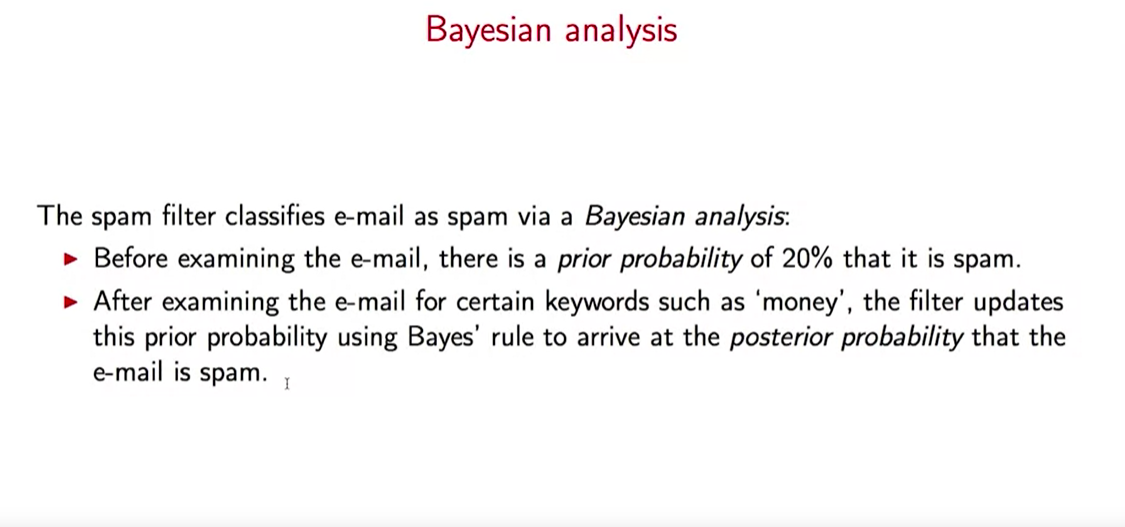 Bayesian analysis
The spam filter classifies e-mail as spam via a Bayesian analysis:
► Before examining the e-mail, there is a prior probability of 20% that it is spam.
► After examining the e-mail for certain keywords such as ‘money’, the filter updates
this prior probability using Bayes’ rule to arrive at the posterior probability that the
e-mail is spam.